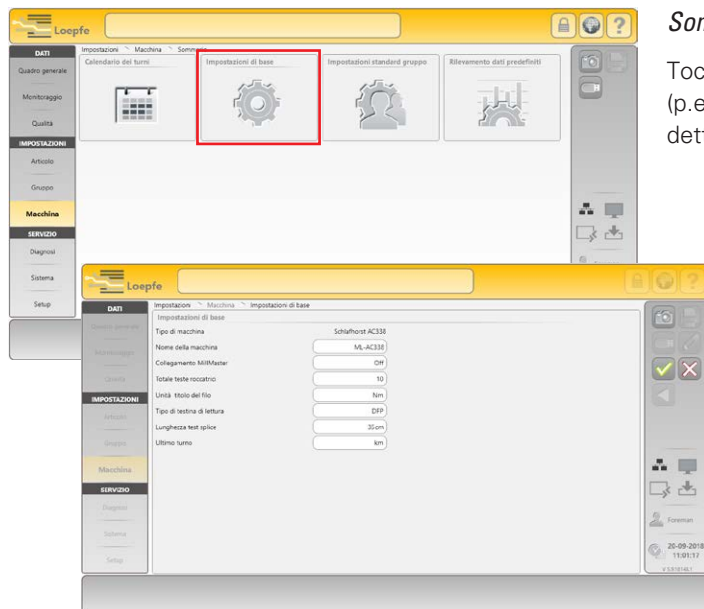 Som
Toc
(p.e
dett
Loepfe
DATI
Quadro generale
Monitoraggio
Qualità
IMPOSTAZIONI
Articolo
Gruppo
Macchina
SERVIZIO
Diagnosi
Sistema
Setup
Impostazioni Macchina Sommario
Calendario dei turni
Impostazioni di base
Impostazioni standard gruppo
Rilevamento dati predefiniti
Loepfe
DATI
Quadro generale
Monitoraggio
Qualità
IMPOSTAZIONI
Articolo
Gruppo
Macchina
SERVIZIO
Diagnosi
Sistema
Setup
Impostazioni Macchina Impostazioni di base
Impostazioni di base
Tipo di macchina Schlafhorst AC338
Nome della macchina ML-AC338
Collegamento MillMaster Off
Totale teste roccatrici 10
Unità titolo del filo Nm
Tipo di testina di lettura DFP
Lunghezza test splice 35cm
Ultimo turno km
Foreman
20-09-2018
11:01:17